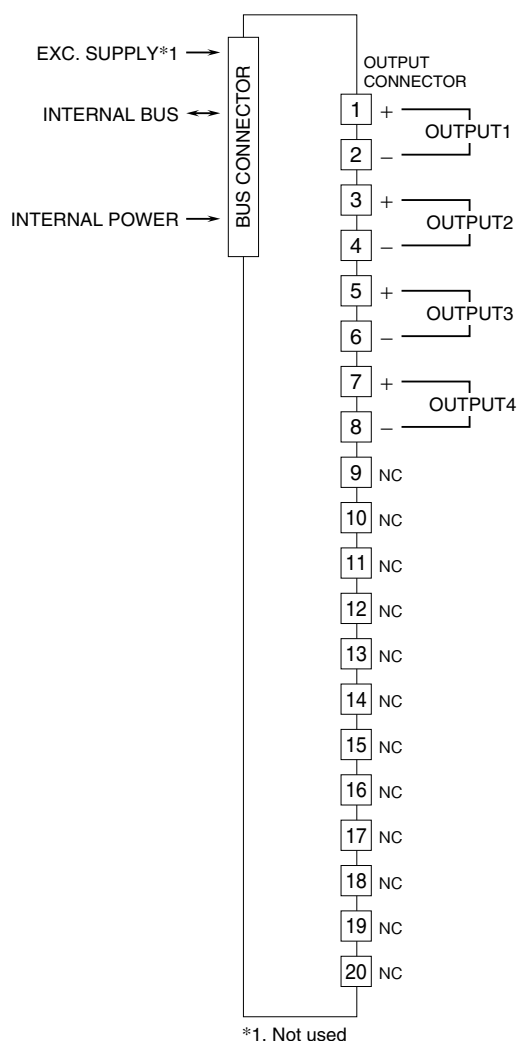 EXC. SUPPLY*1
INTERNAL BUS
INTERNAL POWER
BUS CONNECTOR
OUTPUT
CONNECTOR
1 +
OUTPUT1
2 −
3 +
OUTPUT2
4 −
5 +
OUTPUT3
6 −
7 +
OUTPUT4
8 −
9 NC
10 NC
11 NC
12 NC
13 NC
14 NC
15 NC
16 NC
17 NC
18 NC
19 NC
20 NC
*1. Not used